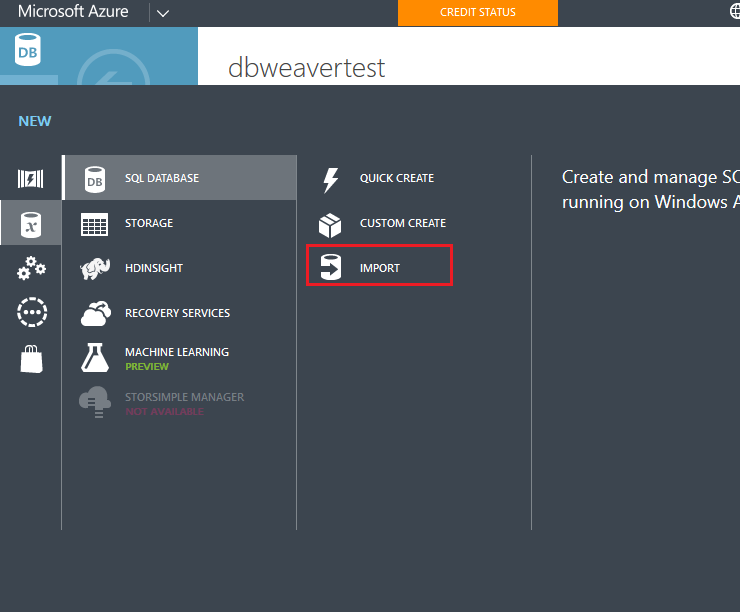 Microsoft Azure
CREDIT STATUS
DB
dbweavertest
NEW
DB
SQL DATABASE
STORAGE
HDINSIGHT
RECOVERY SERVICES
MACHINE LEARNING
PREVIEW
STORSIMPLE MANAGER
NOT AVAILABLE
x
QUICK CREATE
CUSTOM CREATE
IMPORT
Create and manage SQ
running on Windows A